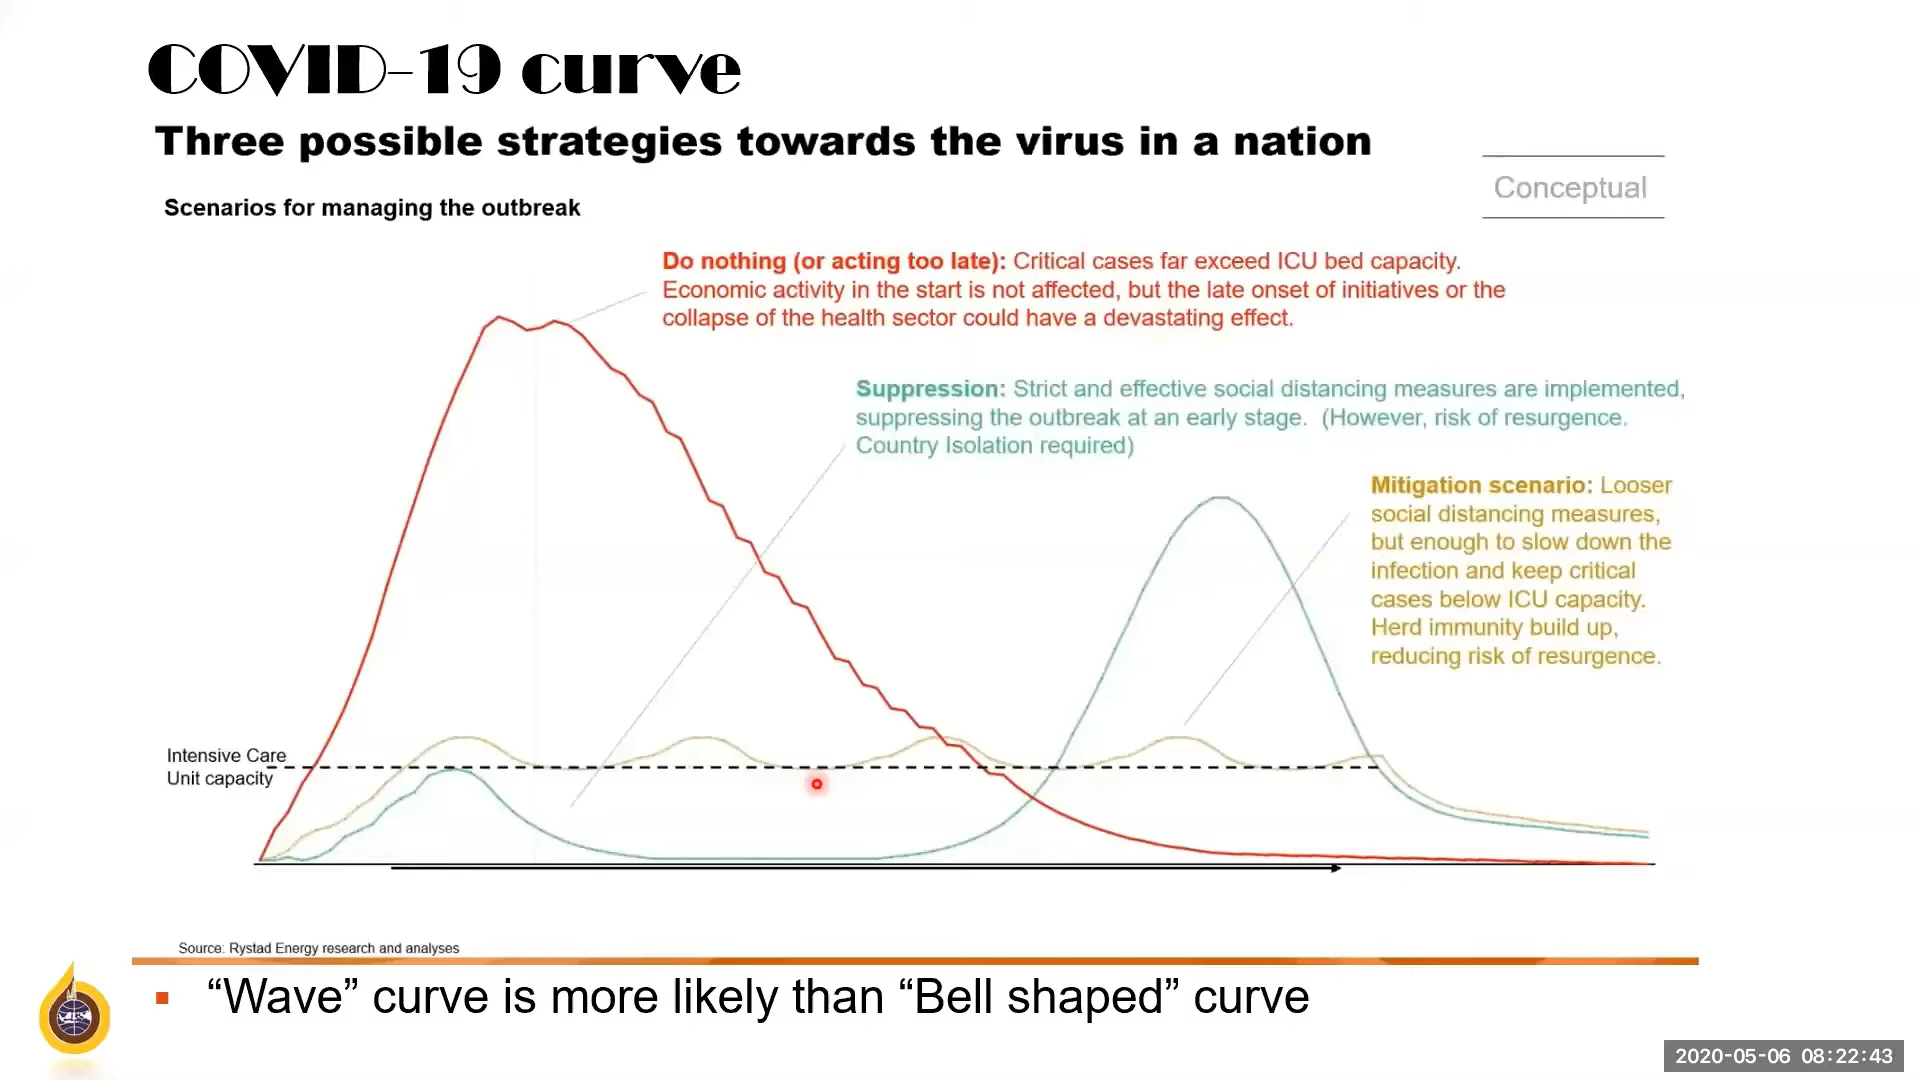 COVID-19 curve
Three possible strategies towards the virus in a nation
Conceptual
Scenarios for managing the outbreak
Do nothing (or acting too late): Critical cases far exceed ICU bed capacity.
Economic activity in the start is not affected, but the late onset of initiatives or the
collapse of the health sector could have a devastating effect.
Suppression: Strict and effective social distancing measures are implemented,
suppressing the outbreak at an early stage. (However, risk of resurgence.
Country Isolation required)
Mitigation scenario: Looser
social distancing measures,
but enough to slow down the
infection and keep critical
cases below ICU capacity.
Herd immunity build up,
reducing risk of resurgence.
Intensive Care
Unit capacity
Source: Rystad Energy research and analyses
▪ “Wave” curve is more likely than “Bell shaped” curve
2020-05-06 08:22:43